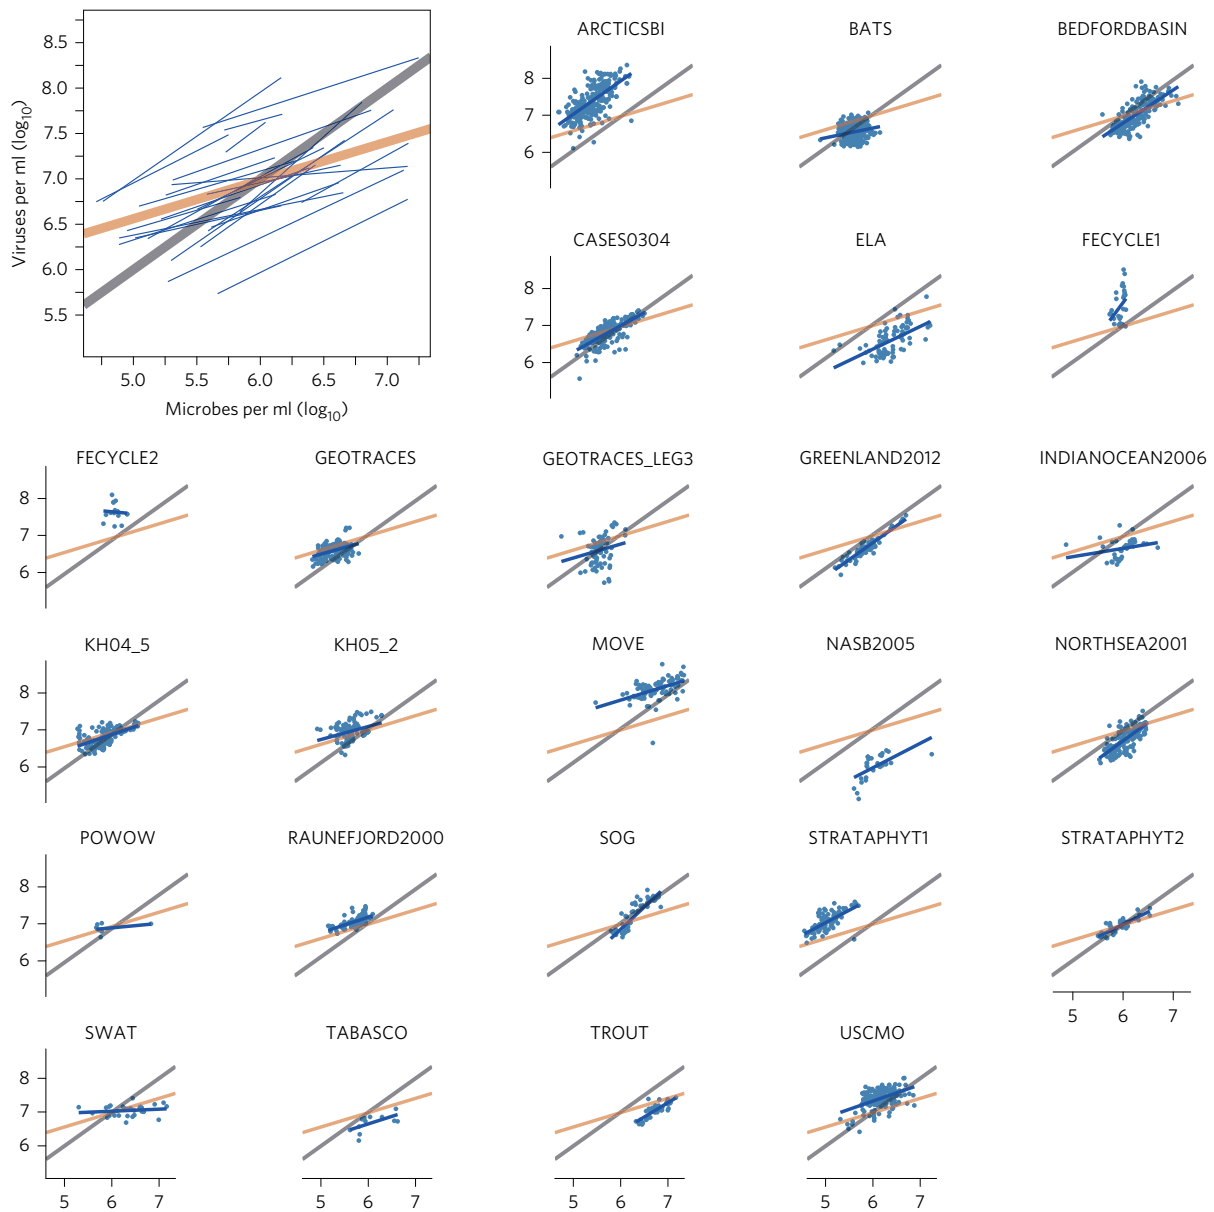 8.5
8.0
7.5
7.0
6.5
6.0
5.5
Viruses per ml (log10)
5.0 5.5 6.0 6.5 7.0
Microbes per ml (log10)
ARCTICSBI BATS BEDFORDBASIN
8
7
6
CASES0304 ELA FECYCLE1
8
7
6
FECYCLE2 GEOTRACES GEOTRACES_LEG3 GREENLAND2012 INDIANOCEAN2006
8
7
6
KH04_5 KH05_2 MOVE NASB2005 NORTHSEA2001
8
7
6
POWOW RAUNEFJORD2000 SOG STRATAPHYT1 STRATAPHYT2
8
7
6
5 6 7
SWAT TABASCO TROUT USCMO
8
7
6
5 6 7 5 6 7 5 6 7 5 6 7